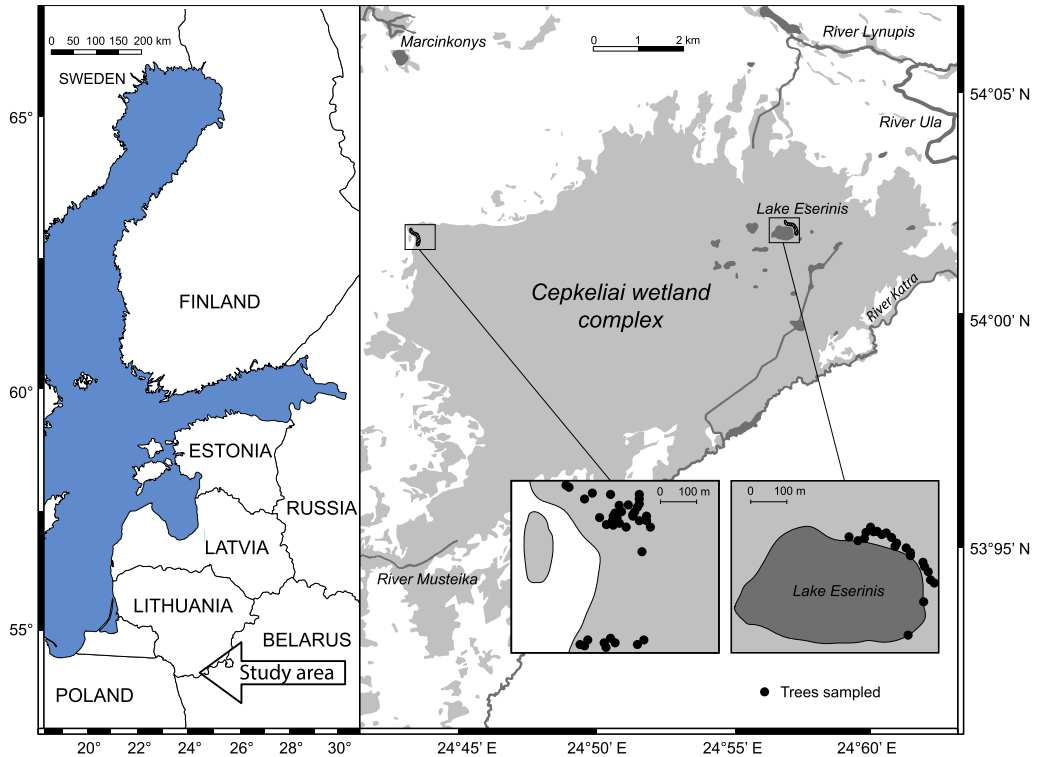 0 50 100 150 200 km
SWEDEN
FINLAND
ESTONIA
RUSSIA
LATVIA
LITHUANIA
BELARUS
Study area
POLAND
65°
60°
55°
20° 22° 24° 26° 28° 30°
Marcinkonys
0 1 2 km
River Lynupis
River Ula
Lake Eserinis
Cepkeliai wetland
complex
River Katra
River Musteika
0 100 m
0 100 m
Lake Eserinis
Trees sampled
54°05’ N
54°00’ N
53°95’ N
24°45’ E 24°50’ E 24°55’ E 24°60’ E